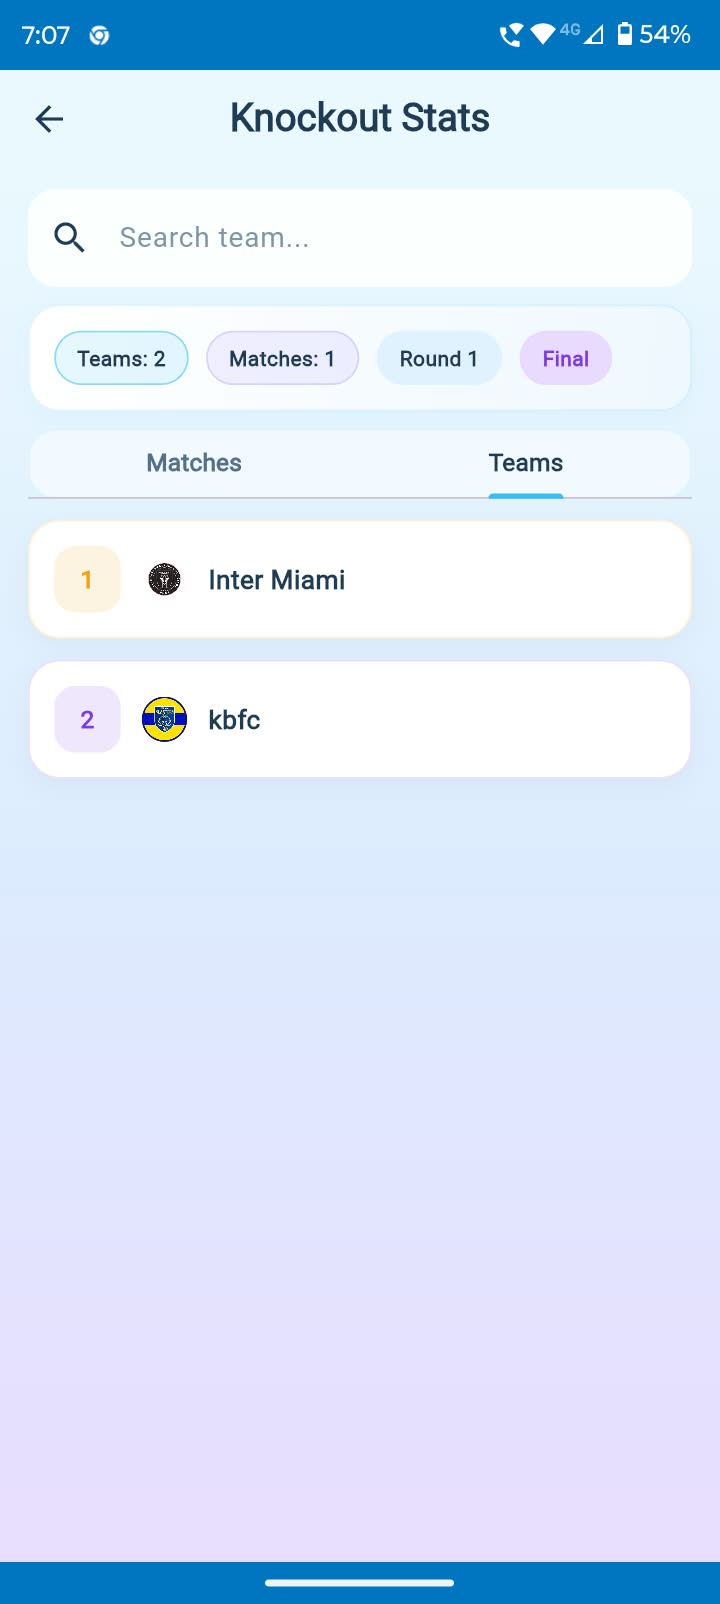 7:07 4G 54%
Knockout Stats
Search team...
Teams: 2 Matches: 1 Round 1 Final
Matches Teams
1 Inter Miami
2 kbfc